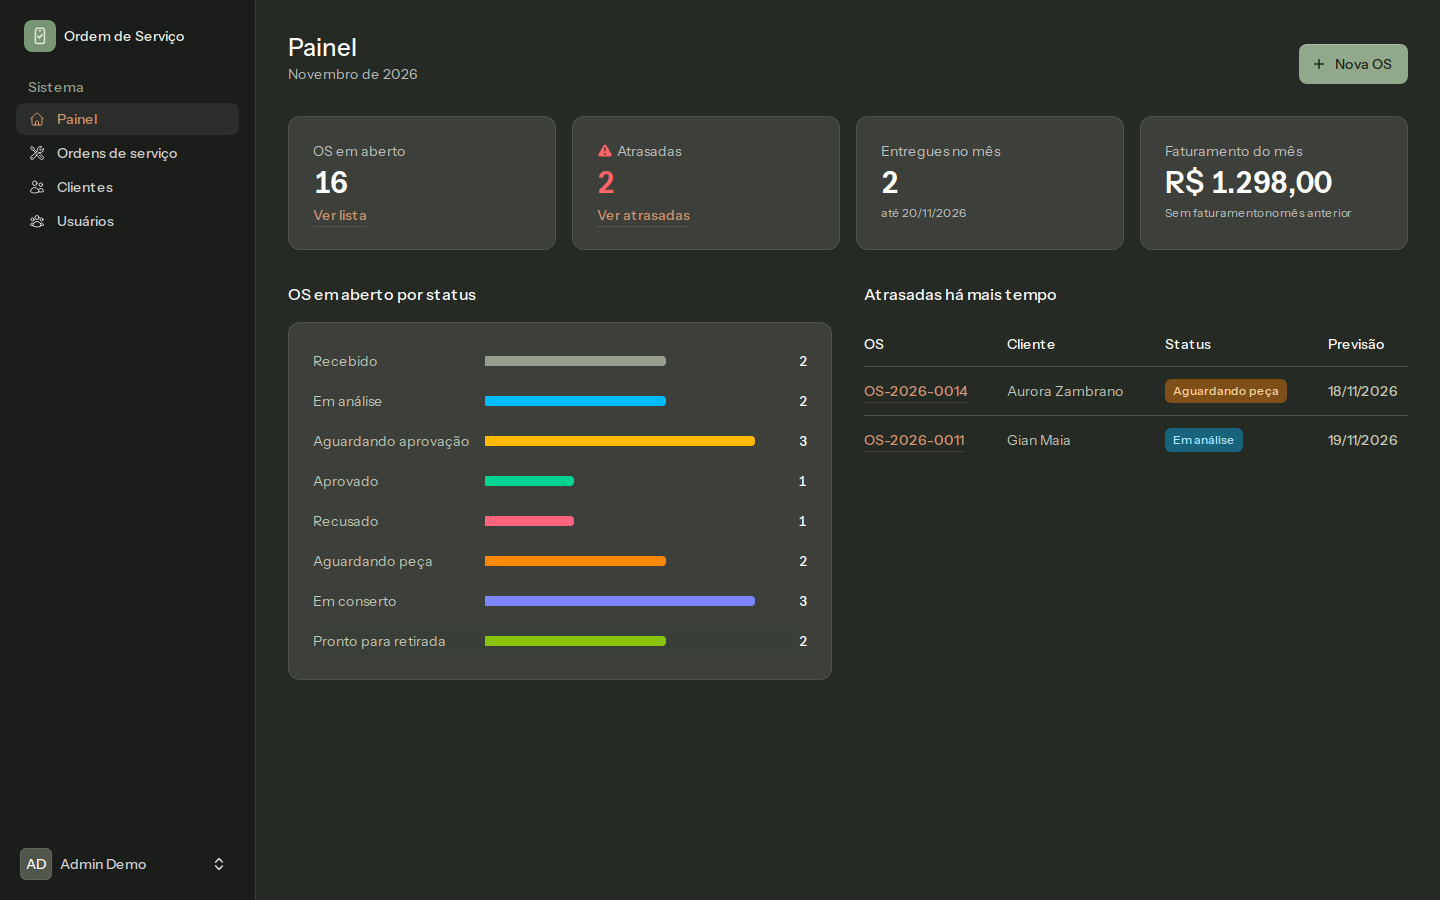 Ordem de Serviço
Sistema
Painel
Ordens de serviço
Clientes
Usuários
Admin Demo
AD
Painel
Novembro de 2026
+ Nova OS
OS em aberto
16
Ver lista
Atrasadas
2
Ver atrasadas
Entregues no mês
2
até 20/11/2026
Faturamento do mês
R$ 1.298,00
Sem faturamento no mês anterior
OS em aberto por status
Recebido 2
Em análise 2
Aguardando aprovação 3
Aprovado 1
Recusado 1
Aguardando peça 2
Em conserto 3
Pronto para retirada 2
Atrasadas há mais tempo
OS Cliente Status Previsão
OS-2026-0014 Aurora Zambrano Aguardando peça 18/11/2026
OS-2026-0011 Gian Maia Em análise 19/11/2026